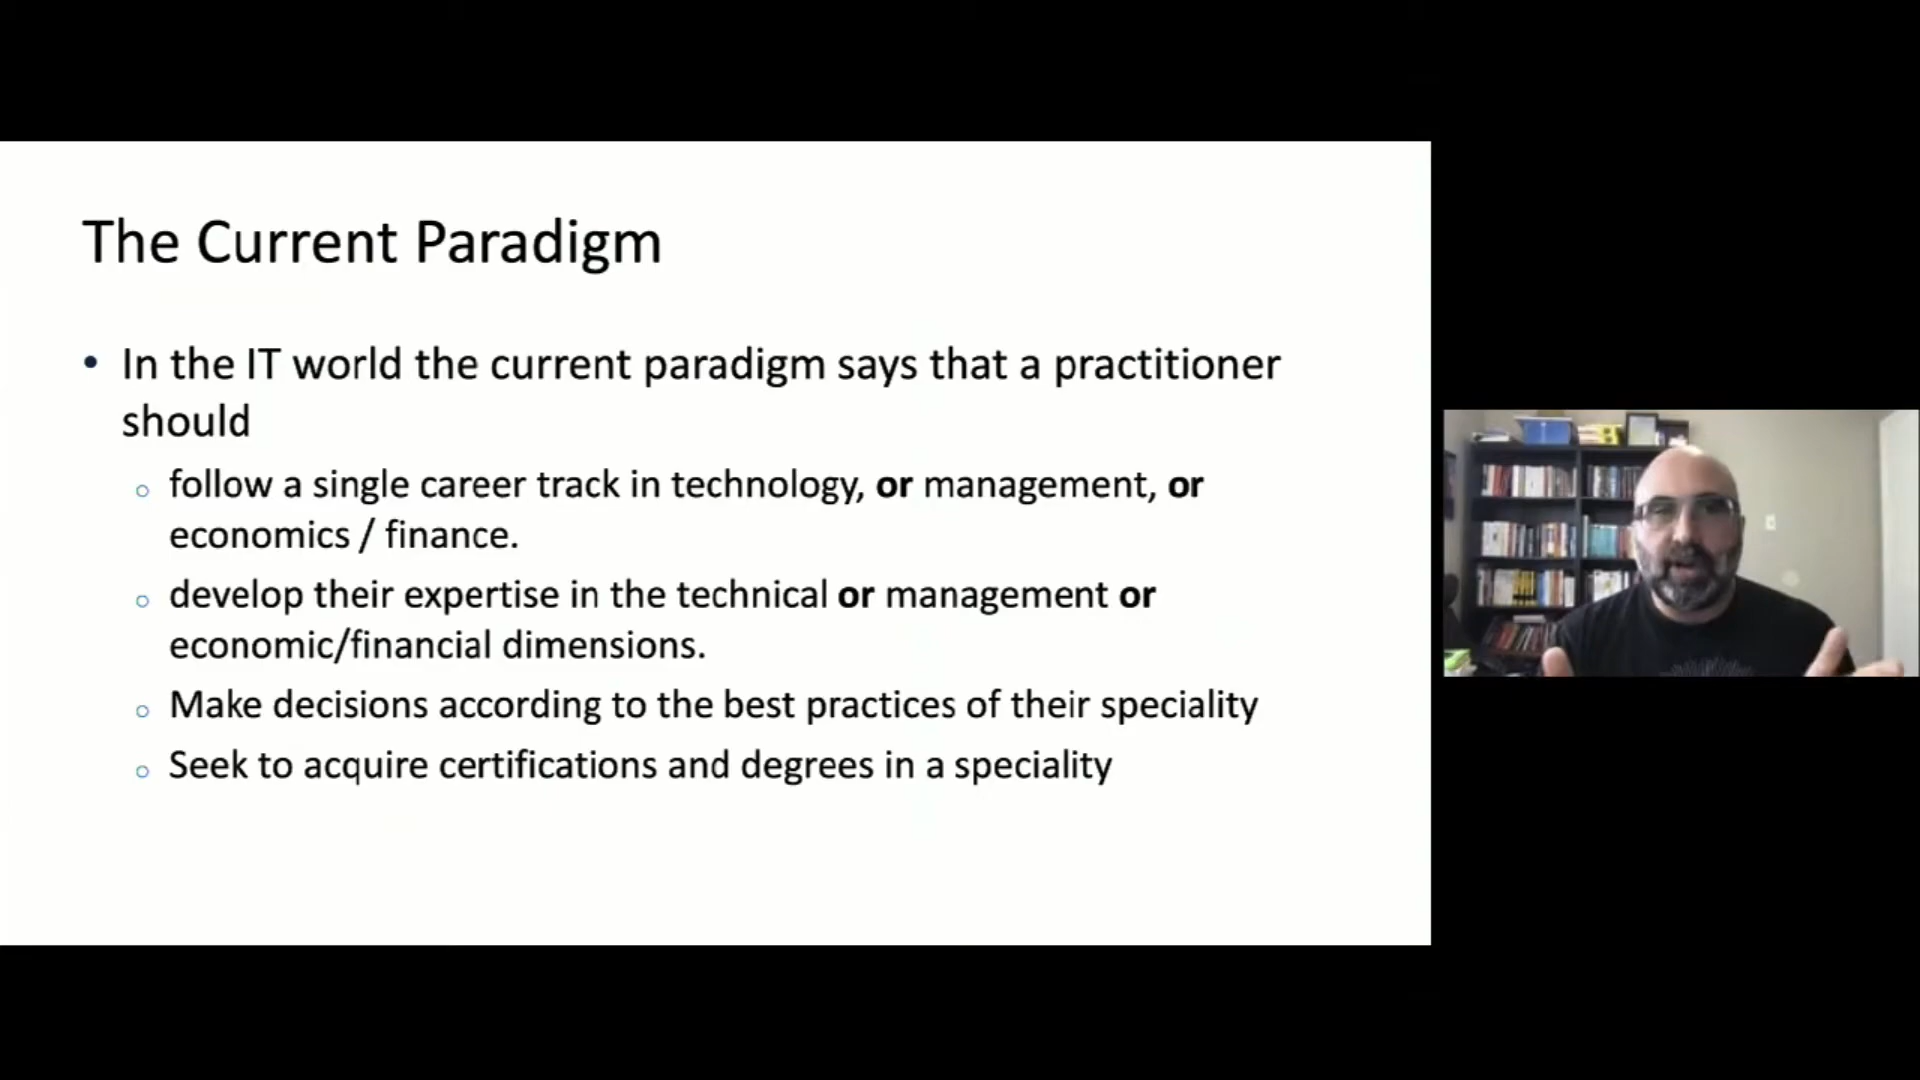 The Current Paradigm
• In the IT world the current paradigm says that a practitioner
should
○ follow a single career track in technology, or management, or
economics / finance.
○ develop their expertise in the technical or management or
economic/financial dimensions.
○ Make decisions according to the best practices of their speciality
○ Seek to acquire certifications and degrees in a speciality